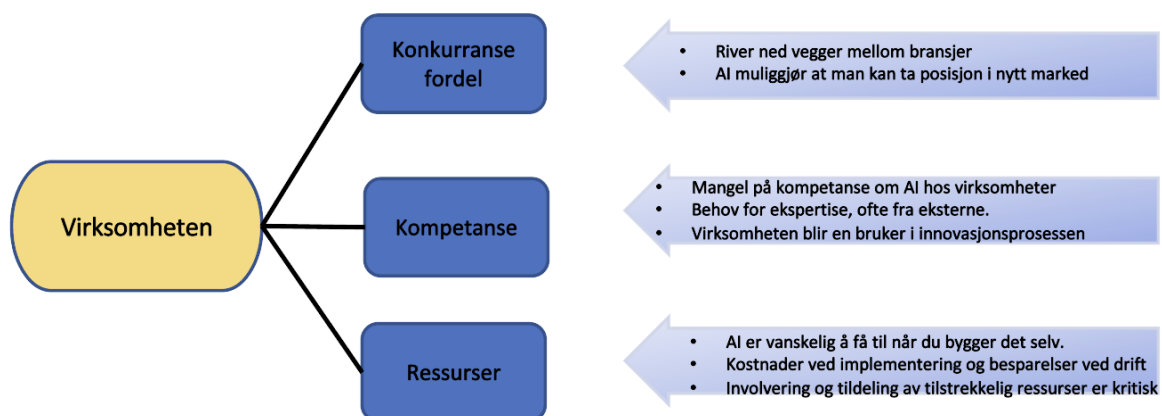 Virksomheten
Konkurranse
fordel
• River ned vegger mellom bransjer
• AI muliggjør at man kan ta posisjon i nytt marked
Kompetanse
• Mangel på kompetanse om AI hos virksomheter
• Behov for ekspertise, ofte fra eksterne.
• Virksomheten blir en bruker i innovasjonsprosessen
Ressurser
• AI er vanskelig å få til når du bygger det selv.
• Kostnader ved implementering og besparelser ved drift
• Involvering og tildeling av tilstrekkelig ressurser er kritisk